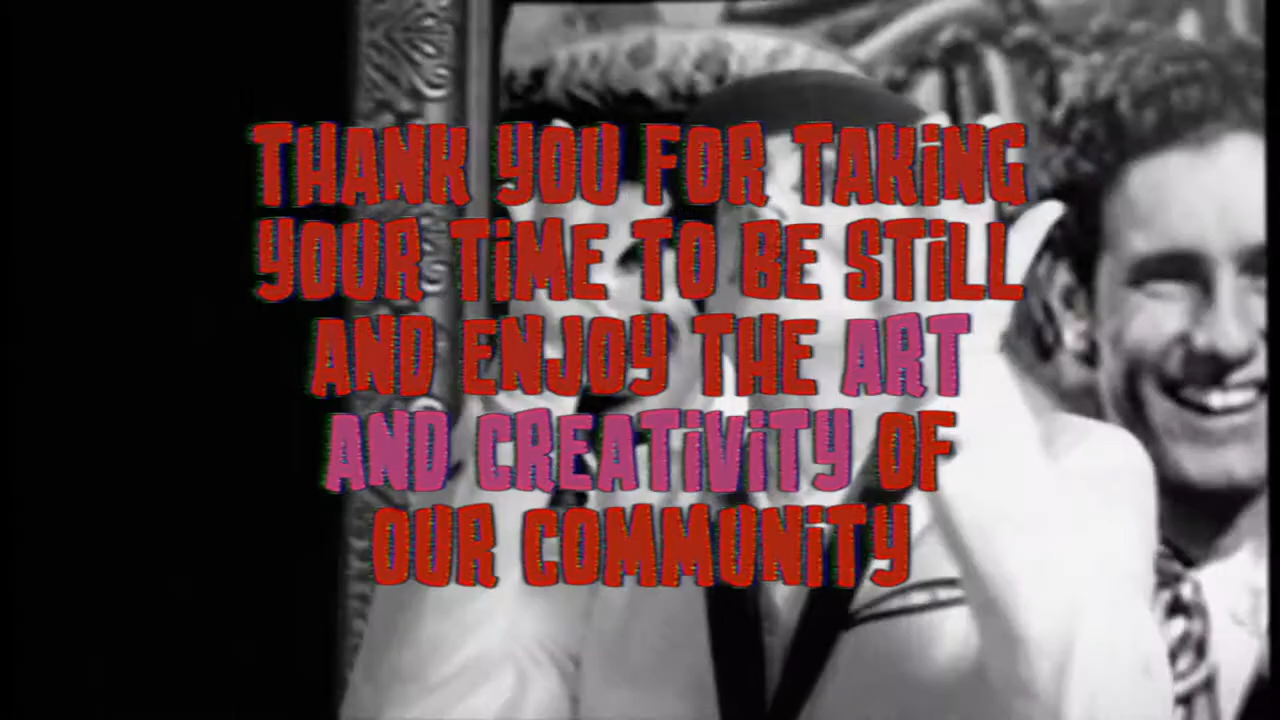 THANK YOU FOR TAKiNG
YOUR TiME TO BE STiLL
AND ENJOY THE ART
AND CREATiViTY OF
OUR COMMUNiTY